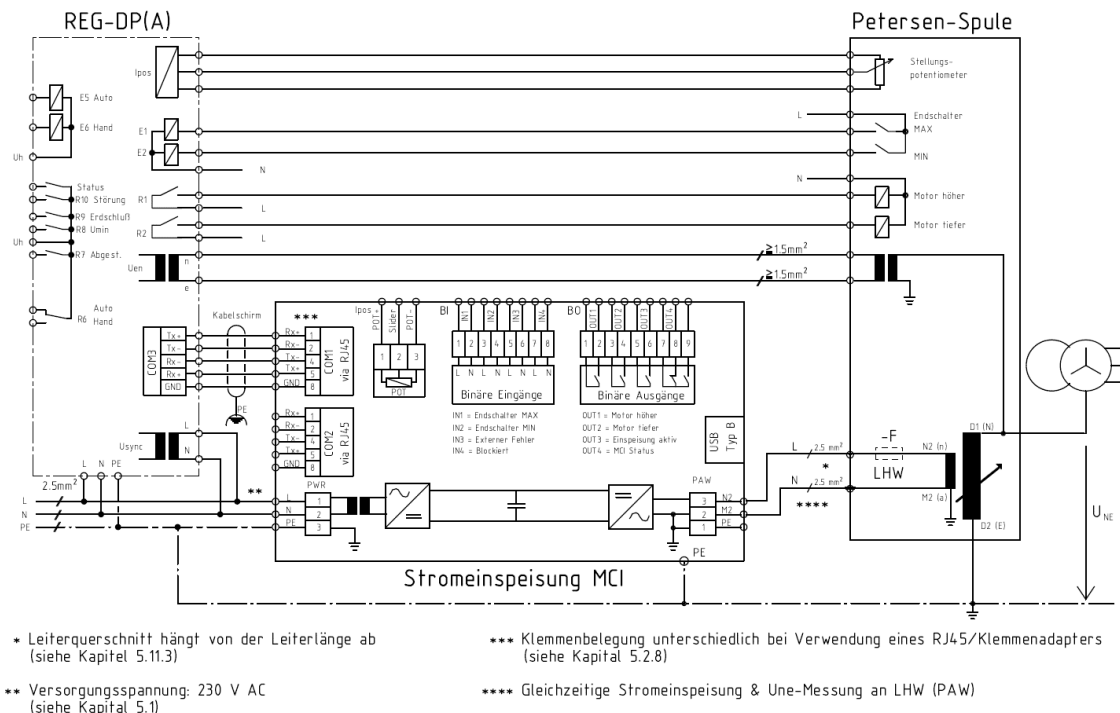 REG-DP(A)
Petersen-Spule
Ipos
Stellungs-
potentiometer
E5 Auto
E6 Hand
Uh
E1
E2
N
L
Endschalter
MAX
MIN
Status
R10 Störung
R9 Erdschluß
R8 Umin
Uh
R7 Abgest.
R1
L
R2
L
N
Motor höher
Motor tiefer
Uen
n
e
≧1.5mm²
≧1.5mm²
Auto
R6
Hand
Kabelschirm
***
COM3
Tx+
Tx-
Rx-
Rx+
GND
PE
Rx+ 1
Rx- 2
Tx- 4
Tx+ 5
GND 8
COM1
via RJ45
Rx+ 1
Rx- 2
Tx- 4
Tx+ 5
GND 8
COM2
via RJ45
Ipos
POT+
Slider
POT-
1 2 3
POT
BI
IN1 IN2 IN3 IN4
1 2 3 4 5 6 7 8
L N L N L N L N
Binäre Eingänge
IN1 = Endschalter MAX
IN2 = Endschalter MIN
IN3 = Externer Fehler
IN4 = Blockiert
BO
OUT1 OUT2 OUT3 OUT4
1 2 3 4 5 6 7 8 9
Binäre Ausgänge
OUT1 = Motor höher
OUT2 = Motor tiefer
OUT3 = Einspeisung aktiv
OUT4 = MCI Status
USB
Typ B
Usync
L
N
L N PE
2.5mm²
L
N
PE
**
PWR
L 1
N 2
PE 3
PAW
3 N2
2 M2
1 PE
PE
L 2.5 mm²
*
N 2.5 mm²
****
-F
LHW
N2 (n)
M2 (a)
D1 (N)
D2 (E)
UNE
Stromeinspeisung MCI
* Leiterquerschnitt hängt von der Leiterlänge ab
(siehe Kapitel 5.11.3)
** Versorgungsspannung: 230 V AC
(siehe Kapital 5.1)
*** Klemmenbelegung unterschiedlich bei Verwendung eines RJ45/Klemmenadapters
(siehe Kapital 5.2.8)
**** Gleichzeitige Stromeinspeisung & Une-Messung an LHW (PAW)